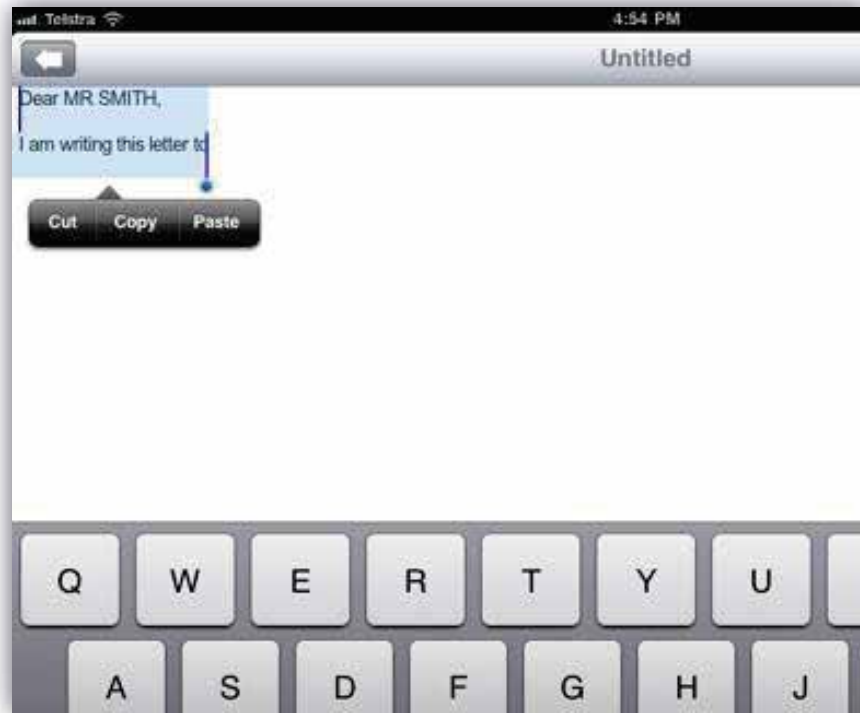 Telstra 4:54 PM
Untitled
Dear MR SMITH,
I am writing this letter to
Cut Copy Paste
Q W E R T Y U
A S D F G H J